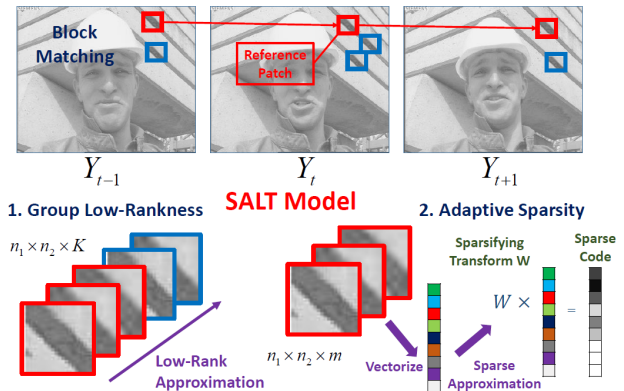 Block
Matching
Reference
Patch
Y_{t-1}
Y_t
Y_{t+1}
SALT Model
1. Group Low-Rankness
2. Adaptive Sparsity
n_1 × n_2 × K
Sparsifying
Transform W
Sparse
Code
W ×
=
Low-Rank
Approximation
n_1 × n_2 × m
Vectorize
Sparse
Approximation